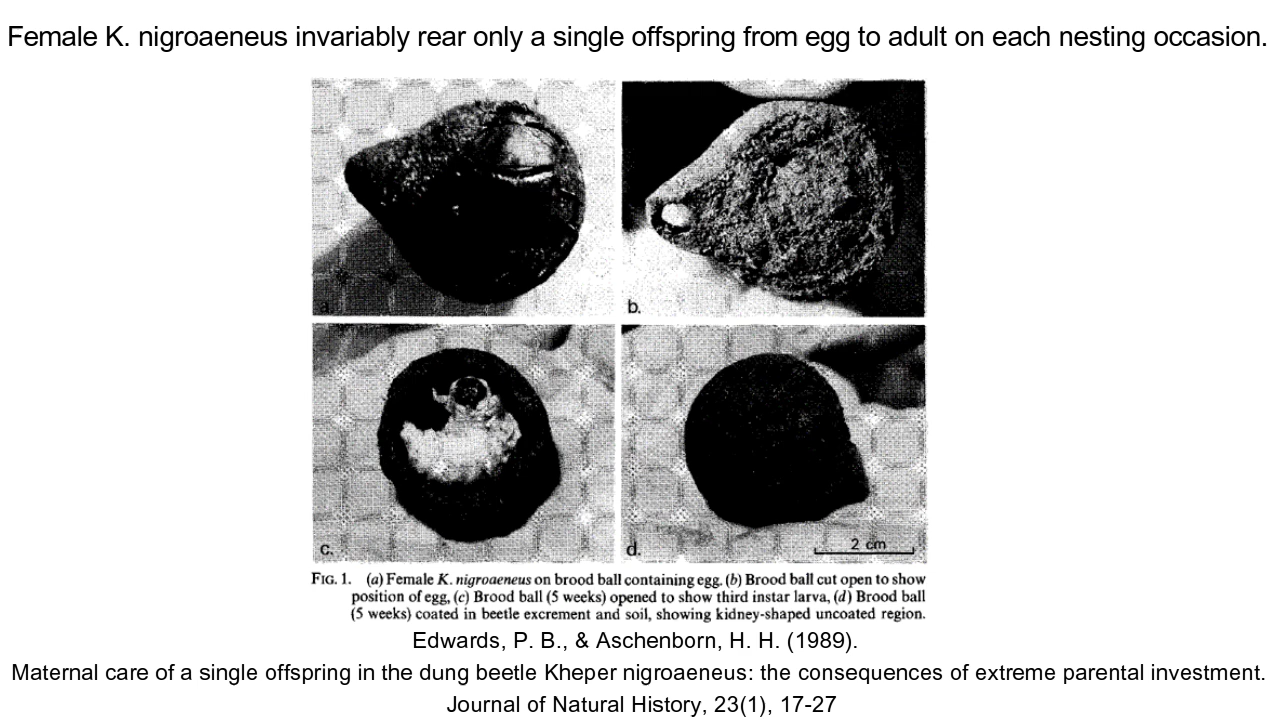 Female K. nigroaeneus invariably rear only a single offspring from egg to adult on each nesting occasion.
a.
b.
c.
d.
2 cm
FIG. 1. (a) Female K. nigroaeneus on brood ball containing egg, (b) Brood ball cut open to show
position of egg, (c) Brood ball (5 weeks) opened to show third instar larva, (d) Brood ball
(5 weeks) coated in beetle excrement and soil, showing kidney-shaped uncoated region.
Edwards, P. B., & Aschenborn, H. H. (1989).
Maternal care of a single offspring in the dung beetle Kheper nigroaeneus: the consequences of extreme parental investment.
Journal of Natural History, 23(1), 17-27